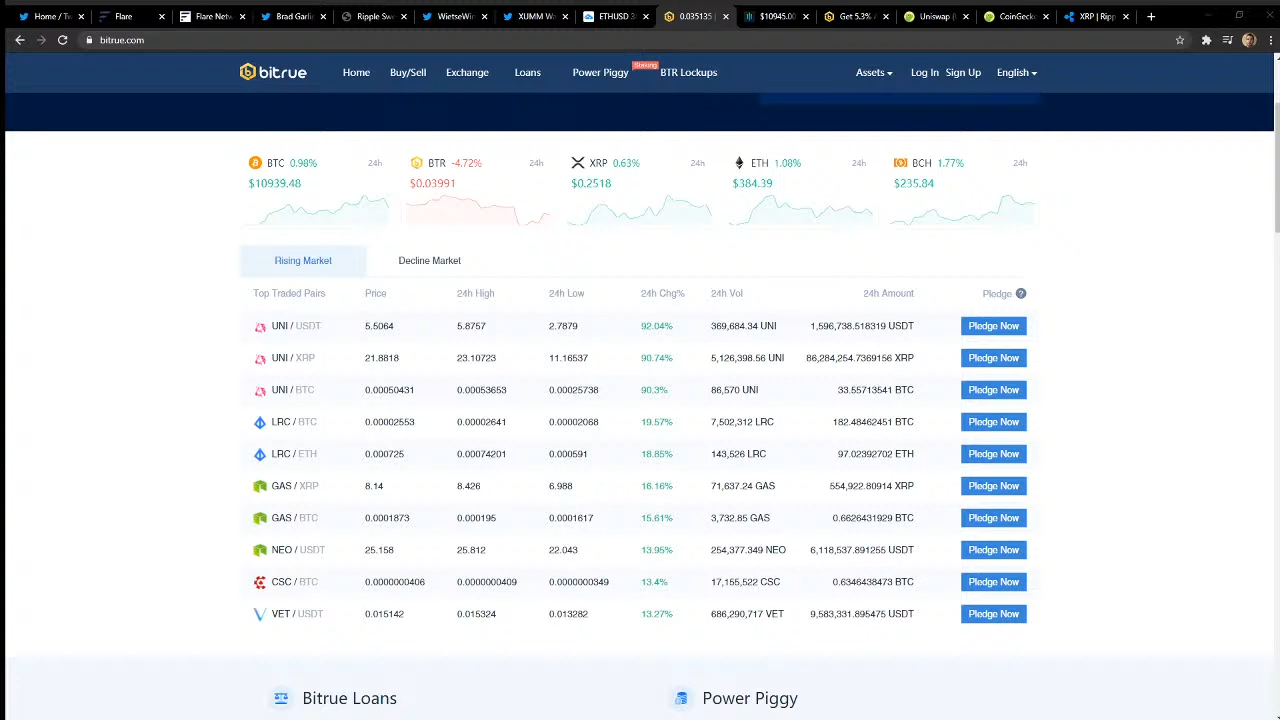 Home / Tw
Flare
Flare Netw
Brad Garlin
Ripple Sw
WietseWin
XUMM Wa
ETHUSD 38
0.035135 |
$10945.00
Get 5.3% A
Uniswap (U
CoinGecko
XRP | Ripp
bitrue.com
bitrue
Home
Buy/Sell
Exchange
Loans
Power Piggy
Staking
BTR Lockups
Assets
Log In
Sign Up
English
BTC 0.98% 24h
$10939.48
BTR -4.72% 24h
$0.03991
XRP 0.63% 24h
$0.2518
ETH 1.08% 24h
$384.39
BCH 1.77% 24h
$235.84
Rising Market
Decline Market
Top Traded Pairs Price 24h High 24h Low 24h Chg% 24h Vol 24h Amount Pledge ?
UNI / USDT 5.5064 5.8757 2.7879 92.04% 369,684.34 UNI 1,596,738.518319 USDT Pledge Now
UNI / XRP 21.8818 23.10723 11.16537 90.74% 5,126,398.56 UNI 86,284,254.7369156 XRP Pledge Now
UNI / BTC 0.00050431 0.00053653 0.00025738 90.3% 86,570 UNI 33.55713541 BTC Pledge Now
LRC / BTC 0.00002553 0.00002641 0.00002068 19.57% 7,502,312 LRC 182.48462451 BTC Pledge Now
LRC / ETH 0.000725 0.00074201 0.000591 18.85% 143,526 LRC 97.02392702 ETH Pledge Now
GAS / XRP 8.14 8.426 6.988 16.16% 71,637.24 GAS 554,922.80914 XRP Pledge Now
GAS / BTC 0.0001873 0.000195 0.0001617 15.61% 3,732.85 GAS 0.6626431929 BTC Pledge Now
NEO / USDT 25.158 25.812 22.043 13.95% 254,377.349 NEO 6,118,537.891255 USDT Pledge Now
CSC / BTC 0.0000000406 0.0000000409 0.0000000349 13.4% 17,155,522 CSC 0.6346438473 BTC Pledge Now
VET / USDT 0.015142 0.015324 0.013282 13.27% 686,290,717 VET 9,583,331.895475 USDT Pledge Now
Bitrue Loans
Power Piggy